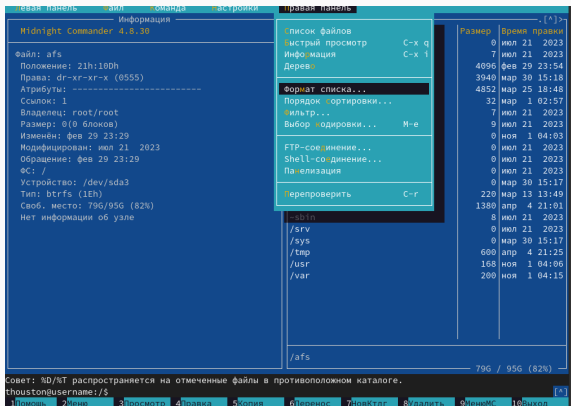 Левая панель Файл Команда Настройки Правая панель
Информация
Midnight Commander 4.8.30
Файл: afs
Положение: 21h:10Dh
Права: dr-xr-xr-x (0555)
Атрибуты: ----------------------
Ссылок: 1
Владелец: root/root
Размер: 0(0 блоков)
Изменён: фев 29 23:29
Модифицирован: июл 21 2023
Обращение: фев 29 23:29
ФС: /
Устройство: /dev/sda3
Тип: btrfs (1Eh)
Своб. место: 79G/95G (82%)
Нет информации об узле
Список файлов
Быстрый просмотр C-x q
Информация C-x i
Дерево
Формат списка...
Порядок сортировки...
Фильтр...
Выбор кодировки... M-e
FTP-соединение...
Shell-соединение...
Панелизация
Перепроверить C-r
.[^]>
Размер Время правки
0 июл 21 2023
7 июл 21 2023
4096 фев 29 23:54
3940 мар 30 15:18
4852 мар 25 18:48
32 мар 1 02:57
7 июл 21 2023
9 июл 21 2023
0 ноя 1 04:03
0 июл 21 2023
0 июл 21 2023
0 июл 21 2023
0 мар 30 15:17
220 мар 13 13:49
1380 апр 4 21:01
~sbin 8 июл 21 2023
/srv 0 июл 21 2023
/sys 0 мар 30 15:17
/tmp 600 апр 4 21:25
/usr 168 ноя 1 04:06
/var 200 ноя 1 04:15
/afs
79G / 95G (82%)
Совет: %D/%T распространяется на отмеченные файлы в противоположном каталоге.
thouston@username:/$ [^]
1Помощь 2Меню 3Просмотр 4Правка 5Копия 6Перенос 7НовКтлг 8Удалить 9МенюMC 10Выход